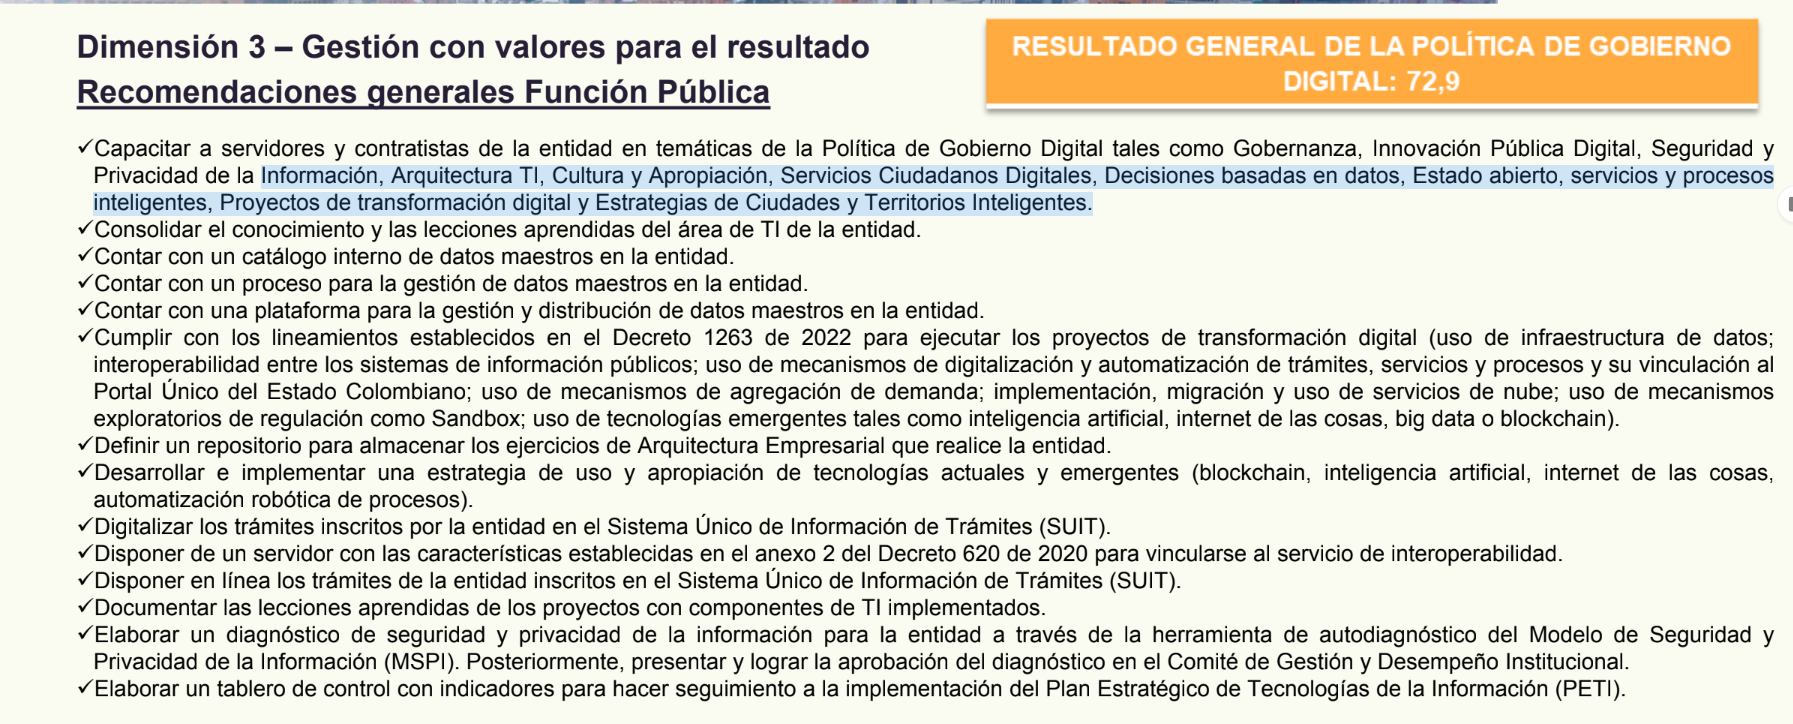 Dimensión 3 – Gestión con valores para el resultado
Recomendaciones generales Función Pública
RESULTADO GENERAL DE LA POLÍTICA DE GOBIERNO
DIGITAL: 72,9
✓Capacitar a servidores y contratistas de la entidad en temáticas de la Política de Gobierno Digital tales como Gobernanza, Innovación Pública Digital, Seguridad y
Privacidad de la Información, Arquitectura TI, Cultura y Apropiación, Servicios Ciudadanos Digitales, Decisiones basadas en datos, Estado abierto, servicios y procesos
inteligentes, Proyectos de transformación digital y Estrategias de Ciudades y Territorios Inteligentes.
✓Consolidar el conocimiento y las lecciones aprendidas del área de TI de la entidad.
✓Contar con un catálogo interno de datos maestros en la entidad.
✓Contar con un proceso para la gestión de datos maestros en la entidad.
✓Contar con una plataforma para la gestión y distribución de datos maestros en la entidad.
✓Cumplir con los lineamientos establecidos en el Decreto 1263 de 2022 para ejecutar los proyectos de transformación digital (uso de infraestructura de datos;
interoperabilidad entre los sistemas de información públicos; uso de mecanismos de digitalización y automatización de trámites, servicios y procesos y su vinculación al
Portal Único del Estado Colombiano; uso de mecanismos de agregación de demanda; implementación, migración y uso de servicios de nube; uso de mecanismos
exploratorios de regulación como Sandbox; uso de tecnologías emergentes tales como inteligencia artificial, internet de las cosas, big data o blockchain).
✓Definir un repositorio para almacenar los ejercicios de Arquitectura Empresarial que realice la entidad.
✓Desarrollar e implementar una estrategia de uso y apropiación de tecnologías actuales y emergentes (blockchain, inteligencia artificial, internet de las cosas,
automatización robótica de procesos).
✓Digitalizar los trámites inscritos por la entidad en el Sistema Único de Información de Trámites (SUIT).
✓Disponer de un servidor con las características establecidas en el anexo 2 del Decreto 620 de 2020 para vincularse al servicio de interoperabilidad.
✓Disponer en línea los trámites de la entidad inscritos en el Sistema Único de Información de Trámites (SUIT).
✓Documentar las lecciones aprendidas de los proyectos con componentes de TI implementados.
✓Elaborar un diagnóstico de seguridad y privacidad de la información para la entidad a través de la herramienta de autodiagnóstico del Modelo de Seguridad y
Privacidad de la Información (MSPI). Posteriormente, presentar y lograr la aprobación del diagnóstico en el Comité de Gestión y Desempeño Institucional.
✓Elaborar un tablero de control con indicadores para hacer seguimiento a la implementación del Plan Estratégico de Tecnologías de la Información (PETI).